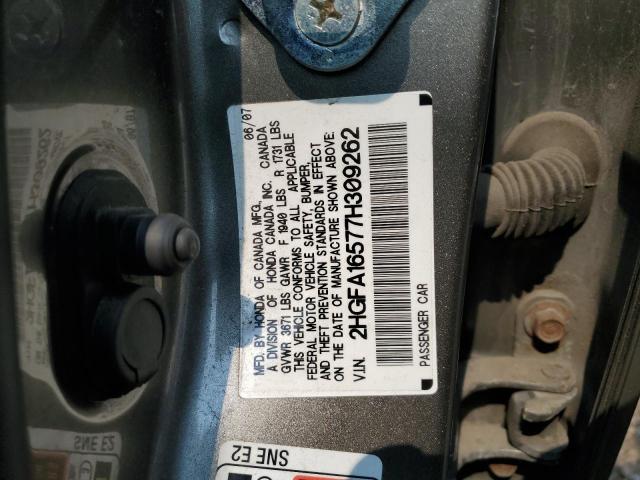 MFD. BY HONDA OF CANADA MFG., 06/07
A DIVISION OF HONDA CANADA INC. CANADA
GVWR 3671 LBS GAWR F 1940 LBS R 1731 LBS
THIS VEHICLE CONFORMS TO ALL APPLICABLE
FEDERAL MOTOR VEHICLE SAFETY, BUMPER,
AND THEFT PREVENTION STANDARDS IN EFFECT
ON THE DATE OF MANUFACTURE SHOWN ABOVE.
V.I.N. 2HGFA16577H309262
PASSENGER CAR
SNE E2